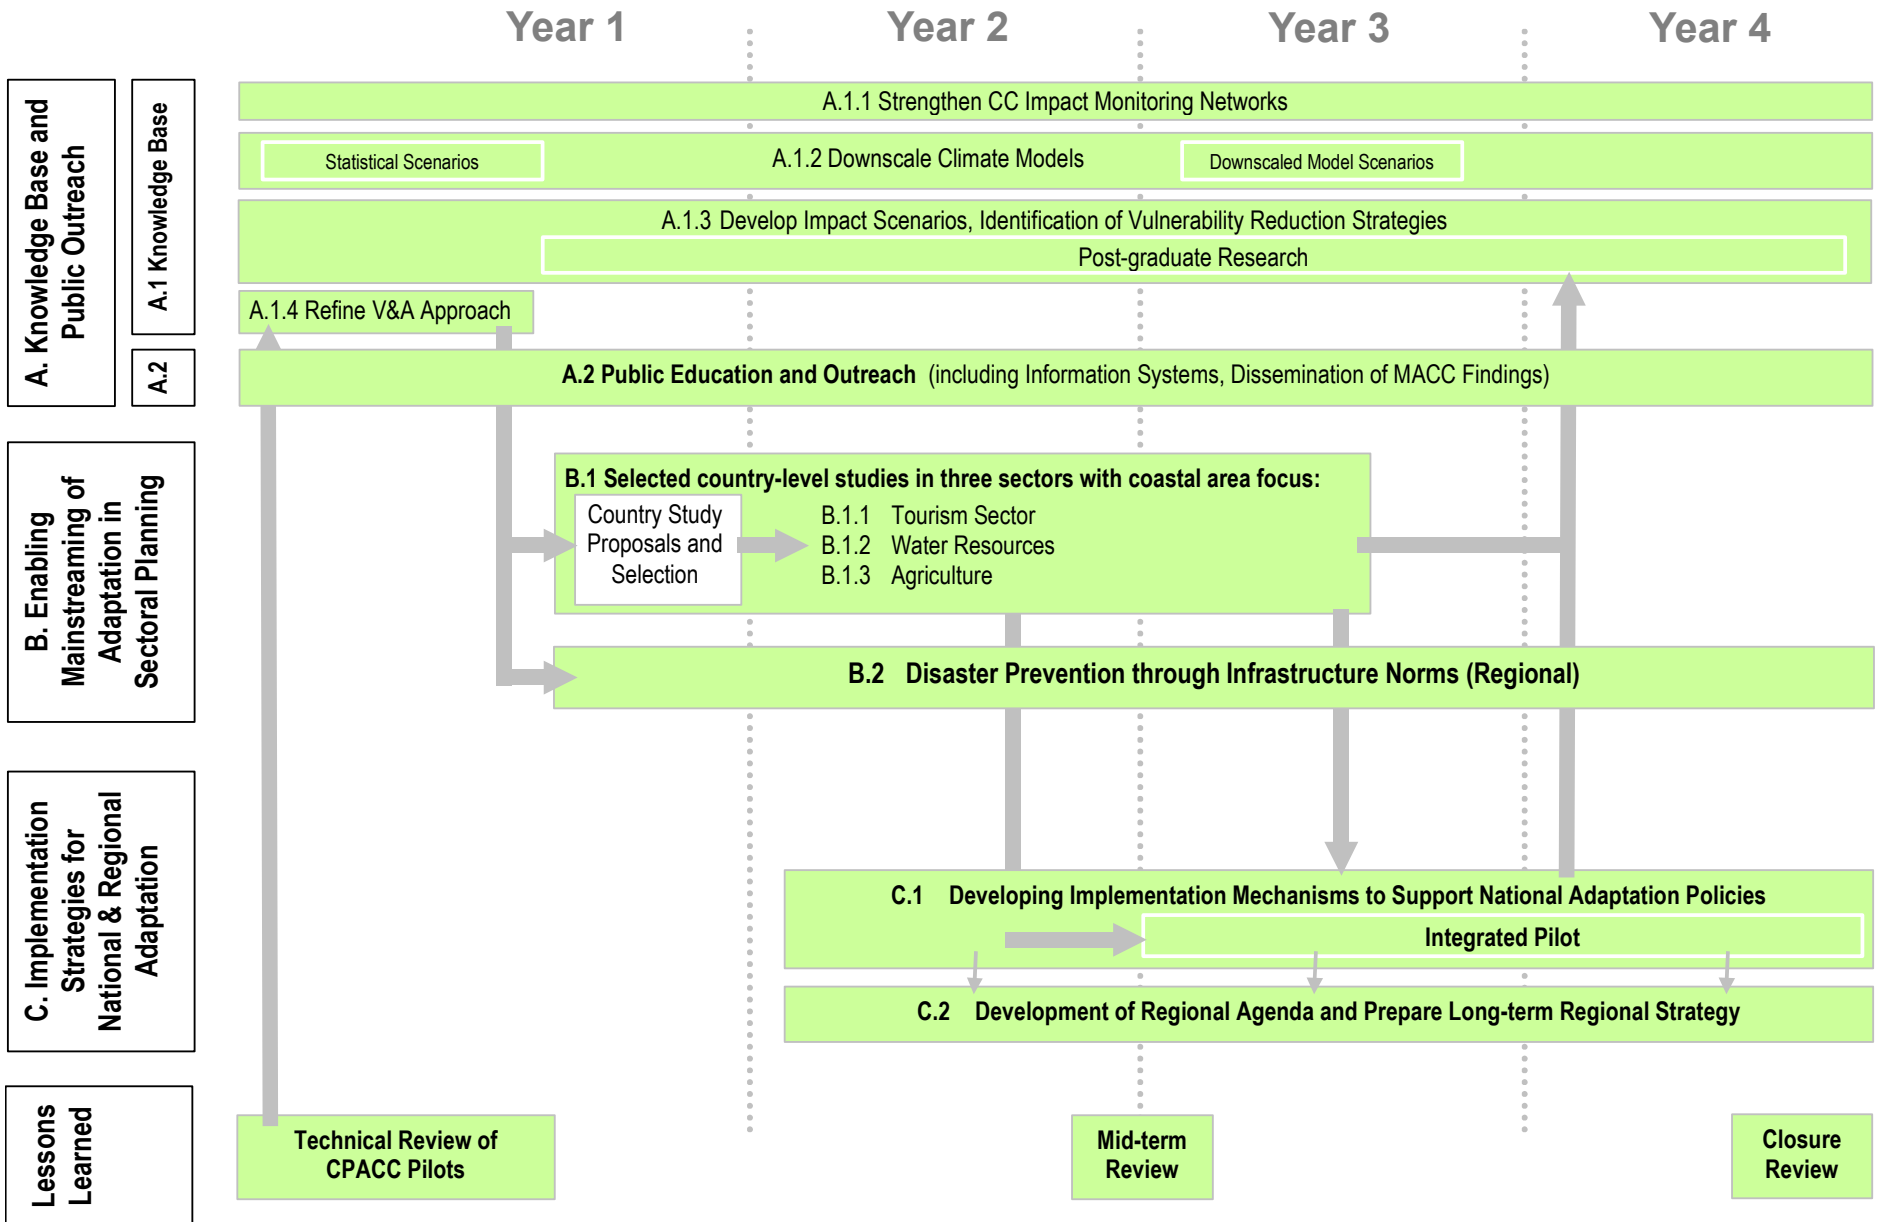 Year 1
Year 2
Year 3
Year 4
A. Knowledge Base and
Public Outreach
A.1 Knowledge Base
A.1.1 Strengthen CC Impact Monitoring Networks
Statistical Scenarios
A.1.2 Downscale Climate Models
Downscaled Model Scenarios
A.1.3 Develop Impact Scenarios, Identification of Vulnerability Reduction Strategies
Post-graduate Research
A.1.4 Refine V&A Approach
A.2
A.2 Public Education and Outreach (including Information Systems, Dissemination of MACC Findings)
B. Enabling
Mainstreaming of
Adaptation in
Sectoral Planning
B.1 Selected country-level studies in three sectors with coastal area focus:
Country Study
Proposals and
Selection
B.1.1 Tourism Sector
B.1.2 Water Resources
B.1.3 Agriculture
B.2 Disaster Prevention through Infrastructure Norms (Regional)
C. Implementation
Strategies for
National & Regional
Adaptation
C.1 Developing Implementation Mechanisms to Support National Adaptation Policies
Integrated Pilot
C.2 Development of Regional Agenda and Prepare Long-term Regional Strategy
Lessons
Learned
Technical Review of
CPACC Pilots
Mid-term
Review
Closure
Review